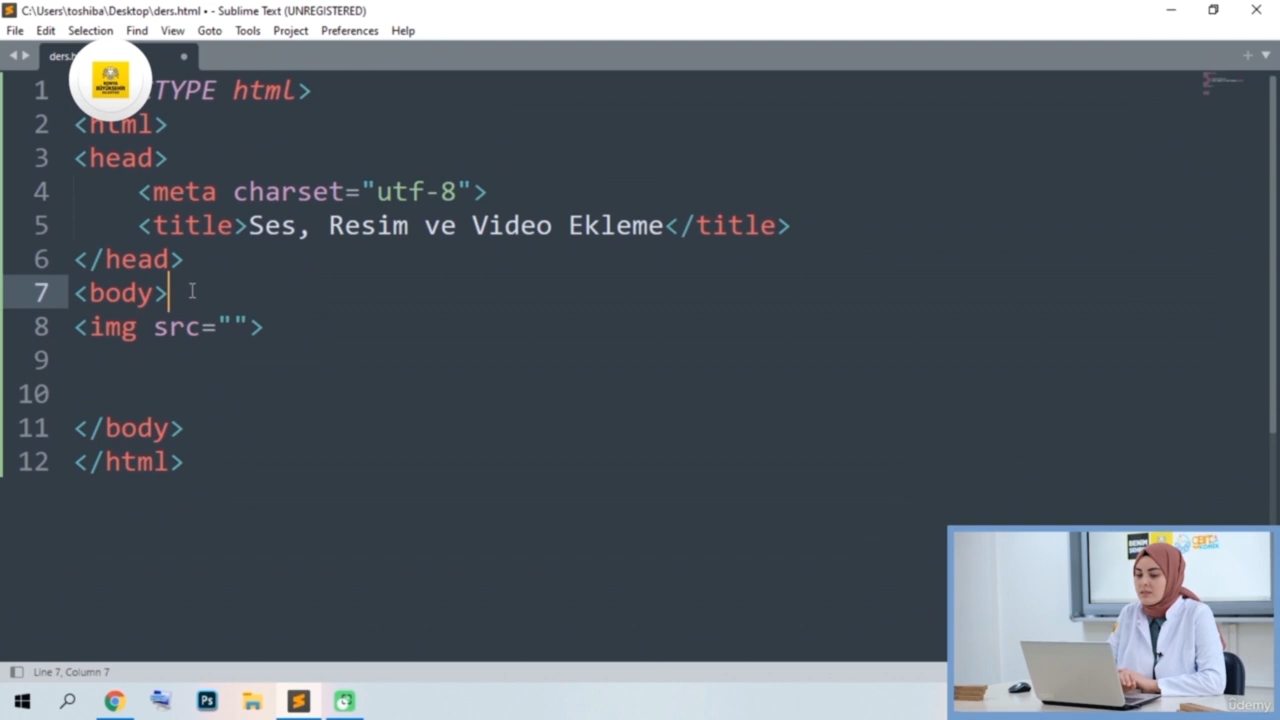 C:\Users\toshiba\Desktop\ders.html • - Sublime Text (UNREGISTERED)
File Edit Selection Find View Goto Tools Project Preferences Help
1 TYPE html>
2 <html>
3 <head>
4 <meta charset="utf-8">
5 <title>Ses, Resim ve Video Ekleme</title>
6 </head>
7 <body>
8 <img src="">
9
10
11 </body>
12 </html>
Line 7, Column 7
Ps
BENİM
udemy